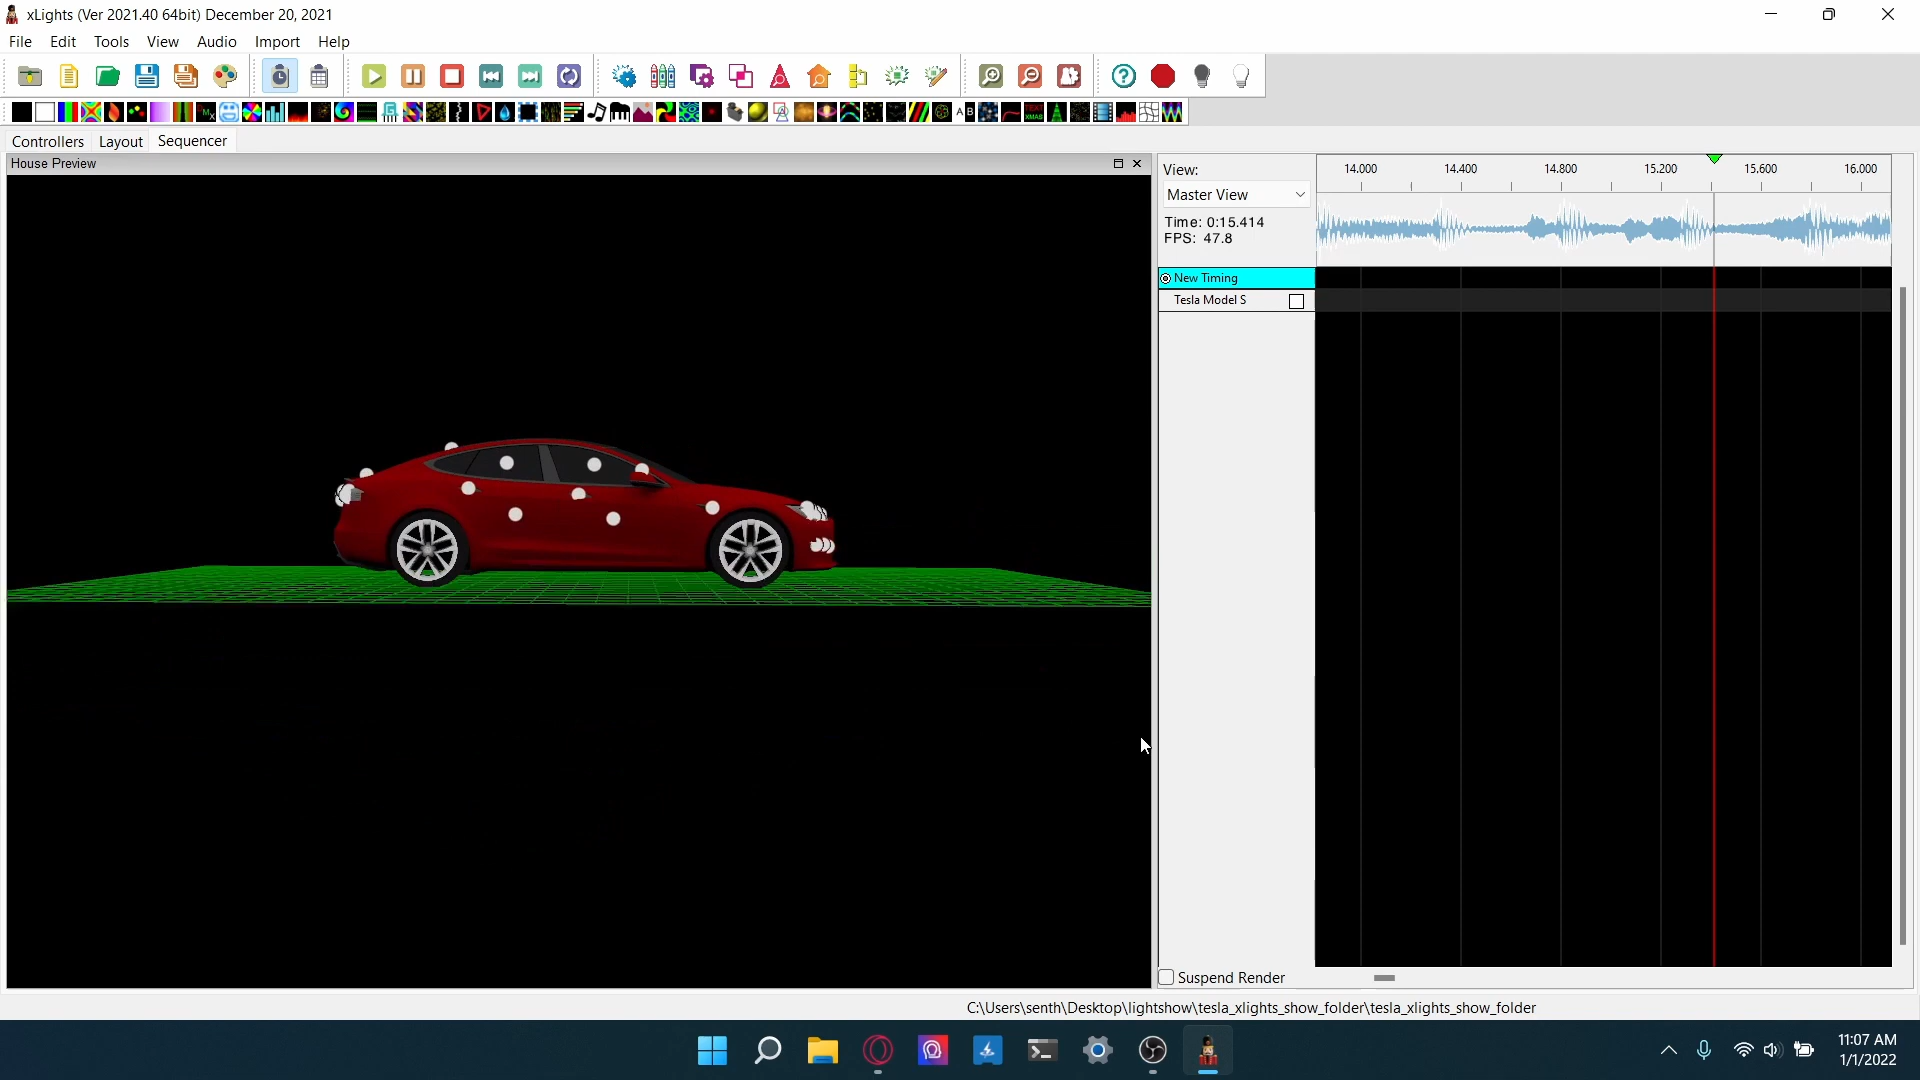 xLights (Ver 2021.40 64bit) December 20, 2021
File Edit Tools View Audio Import Help
Controllers Layout Sequencer
House Preview
View:
Master View
Time: 0:15.414
FPS: 47.8
14.000 14.400 14.800 15.200 15.600 16.000
New Timing
Tesla Model S
Suspend Render
C:\Users\senth\Desktop\lightshow\tesla_xlights_show_folder\tesla_xlights_show_folder
11:07 AM
1/1/2022